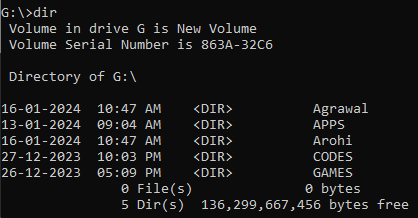 G:\>dir
Volume in drive G is New Volume
Volume Serial Number is 863A-32C6
Directory of G:\
16-01-2024  10:47 AM    <DIR>          Agrawal
13-01-2024  09:04 AM    <DIR>          APPS
16-01-2024  10:47 AM    <DIR>          Arohi
27-12-2023  10:03 PM    <DIR>          CODES
26-12-2023  05:09 PM    <DIR>          GAMES
0 File(s)              0 bytes
5 Dir(s)  136,299,667,456 bytes free